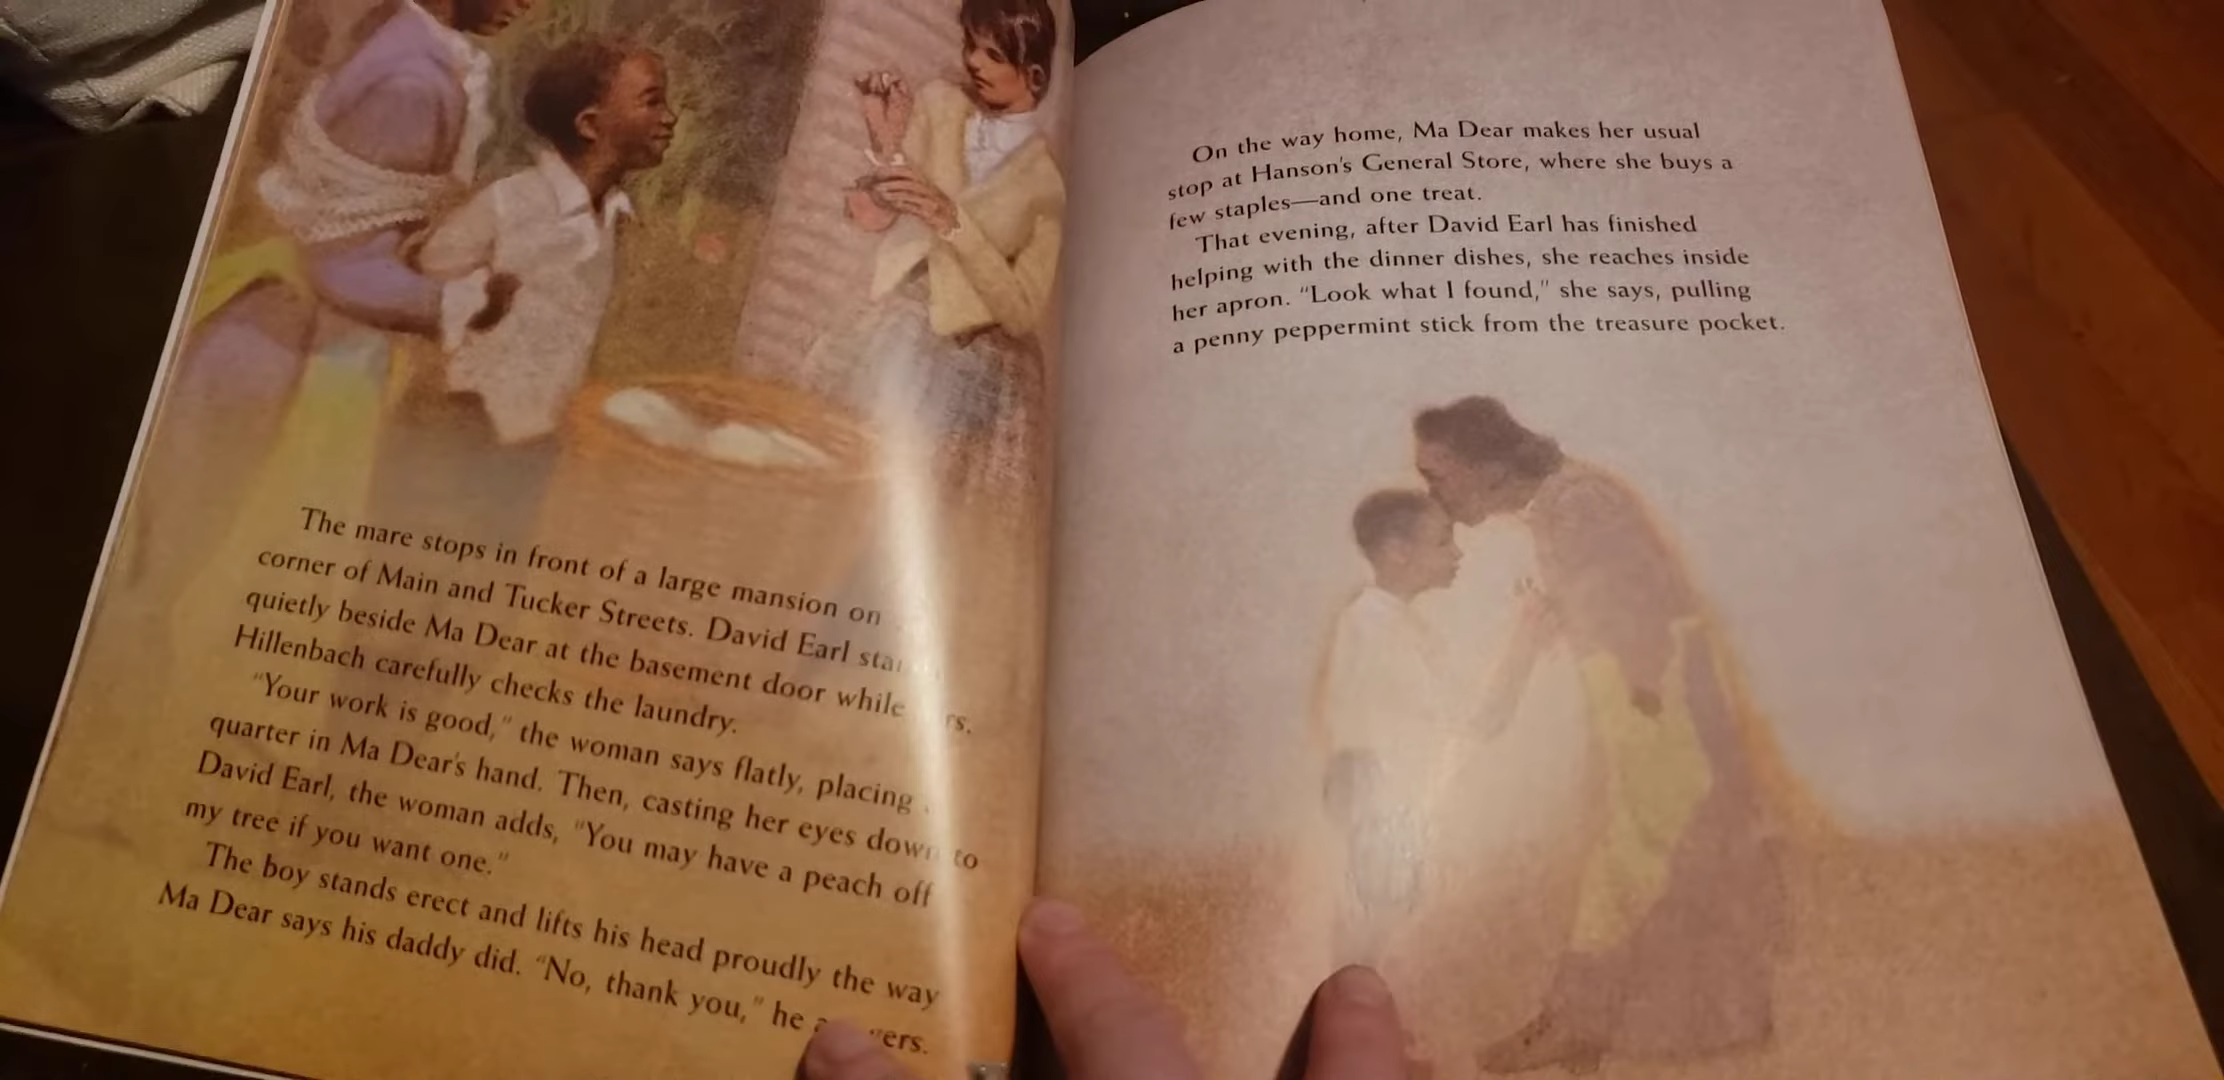 The mare stops in front of a large mansion on
corner of Main and Tucker Streets. David Earl
quietly beside Ma Dear at the basement door while
Hillenbach carefully checks the laundry.
"Your work is good," the woman says flatly, placing
quarter in Ma Dear's hand. Then, casting her eyes down to
David Earl, the woman adds, "You may have a peach off
my tree if you want one."
The boy stands erect and lifts his head proudly the way
Ma Dear says his daddy did. "No, thank you," he
On the way home, Ma Dear makes her usual
stop at Hanson's General Store, where she buys a
few staples—and one treat.
That evening, after David Earl has finished
helping with the dinner dishes, she reaches inside
her apron. "Look what I found," she says, pulling
a penny peppermint stick from the treasure pocket.